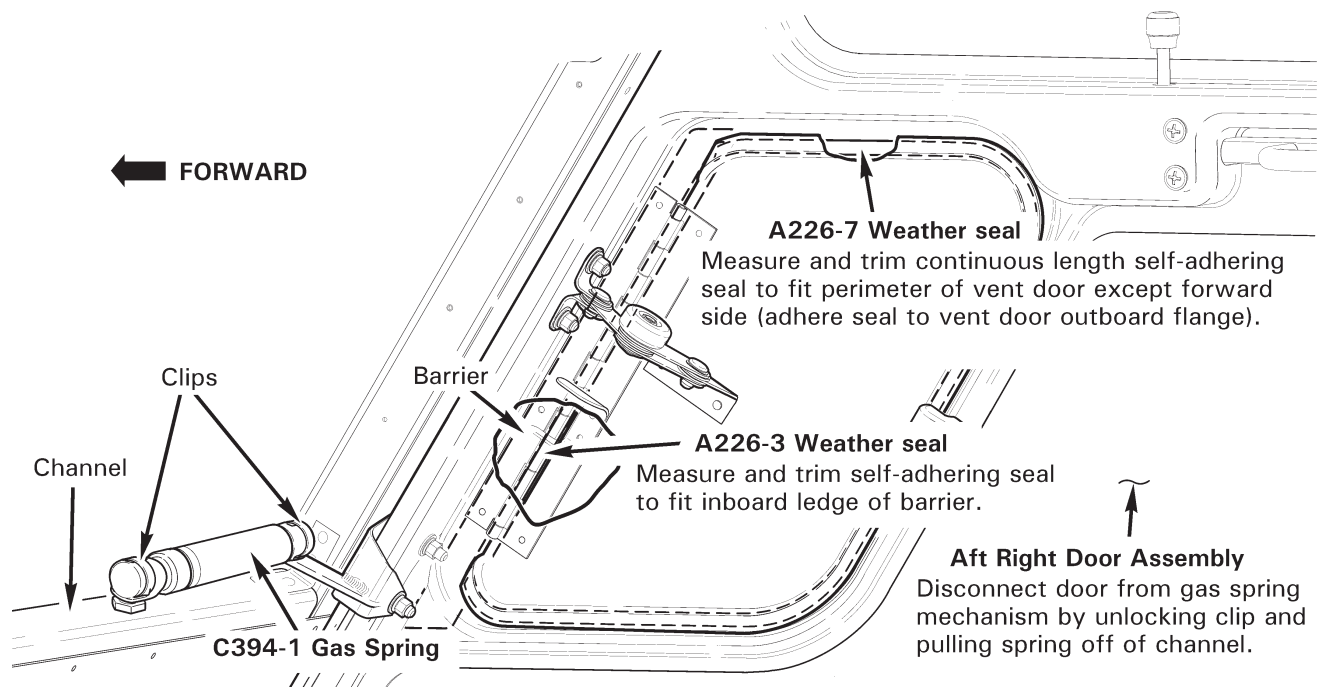 FORWARD
A226-7 Weather seal
Measure and trim continuous length self-adhering
seal to fit perimeter of vent door except forward
side (adhere seal to vent door outboard flange).
Clips
Barrier
A226-3 Weather seal
Measure and trim self-adhering seal
to fit inboard ledge of barrier.
Channel
Aft Right Door Assembly
Disconnect door from gas spring
mechanism by unlocking clip and
pulling spring off of channel.
C394-1 Gas Spring